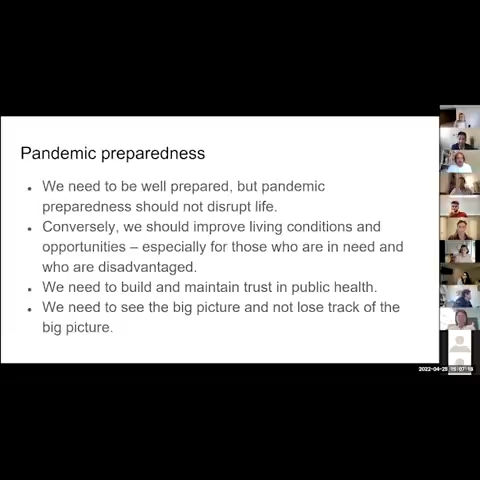 Pandemic preparedness
• We need to be well prepared, but pandemic
preparedness should not disrupt life.
• Conversely, we should improve living conditions and
opportunities – especially for those who are in need and
who are disadvantaged.
• We need to build and maintain trust in public health.
• We need to see the big picture and not lose track of the
big picture.